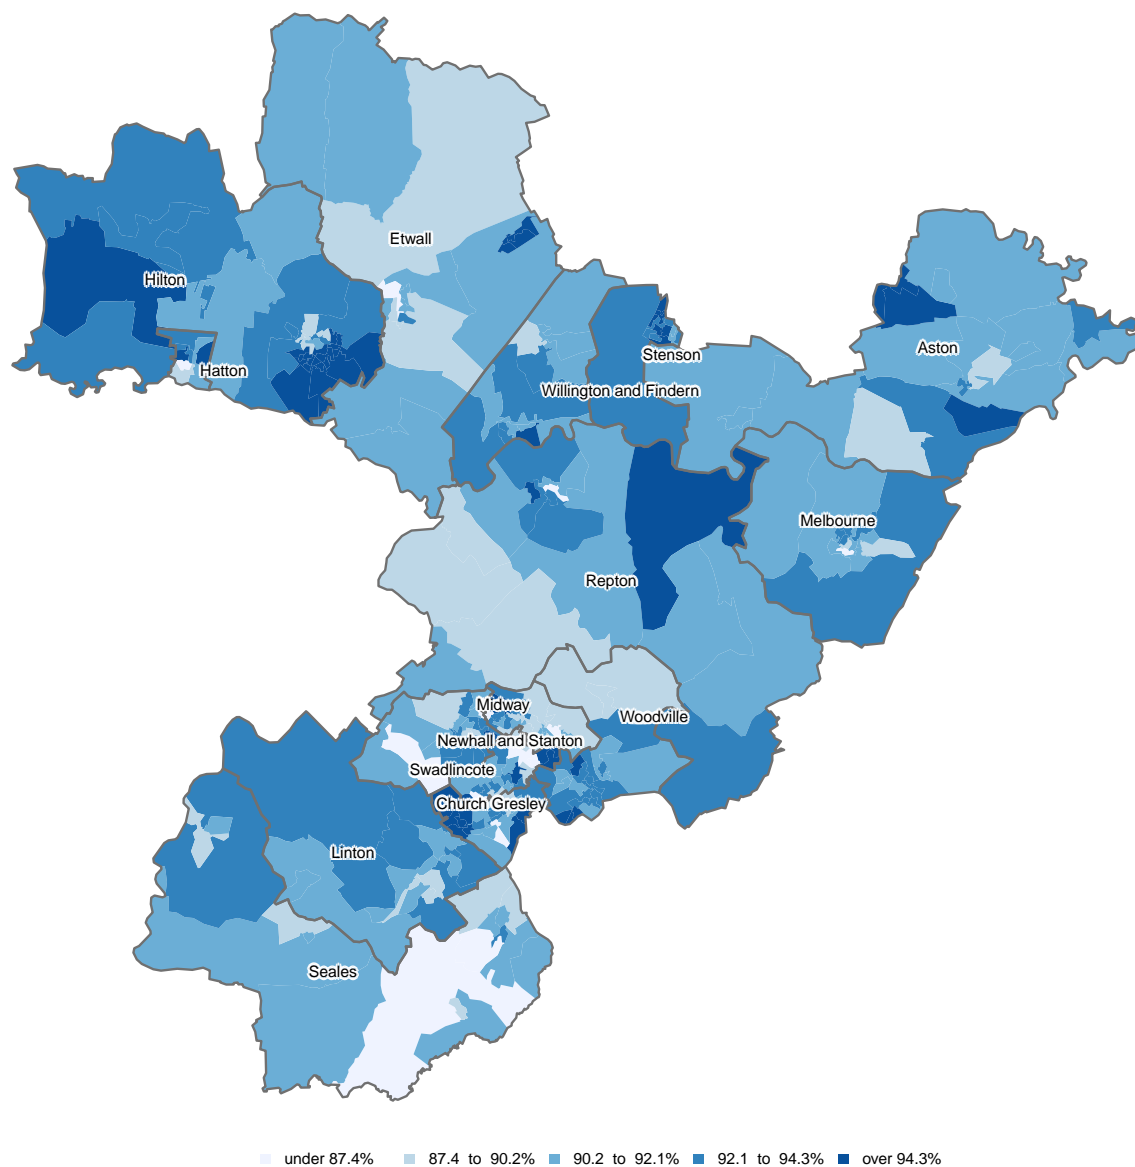 Etwall
Hilton
Hatton
Stenson
Aston
Willington and Findern
Melbourne
Repton
Midway
Woodville
Newhall and Stanton
Swadlincote
Church Gresley
Linton
Seales
under 87.4% 87.4 to 90.2% 90.2 to 92.1% 92.1 to 94.3% over 94.3%